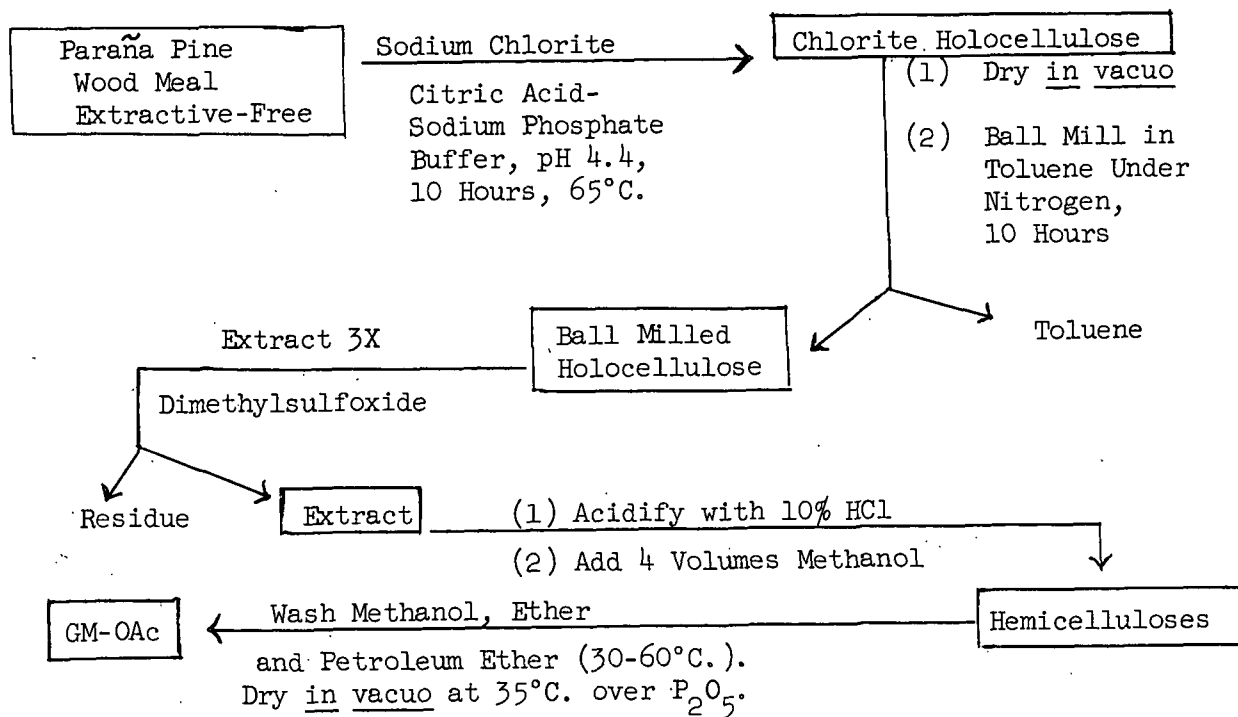 Paraña Pine
Wood Meal
Extractive-Free
Sodium Chlorite
Citric Acid-
Sodium Phosphate
Buffer, pH 4.4,
10 Hours, 65°C.
Chlorite Holocellulose
(1) Dry in vacuo
(2) Ball Mill in
Toluene Under
Nitrogen,
10 Hours
Toluene
Ball Milled
Holocellulose
Extract 3X
Dimethylsulfoxide
Residue
Extract
(1) Acidify with 10% HCl
(2) Add 4 Volumes Methanol
Hemicelluloses
Wash Methanol, Ether
and Petroleum Ether (30-60°C.).
Dry in vacuo at 35°C. over P₂O₅.
GM-OAc